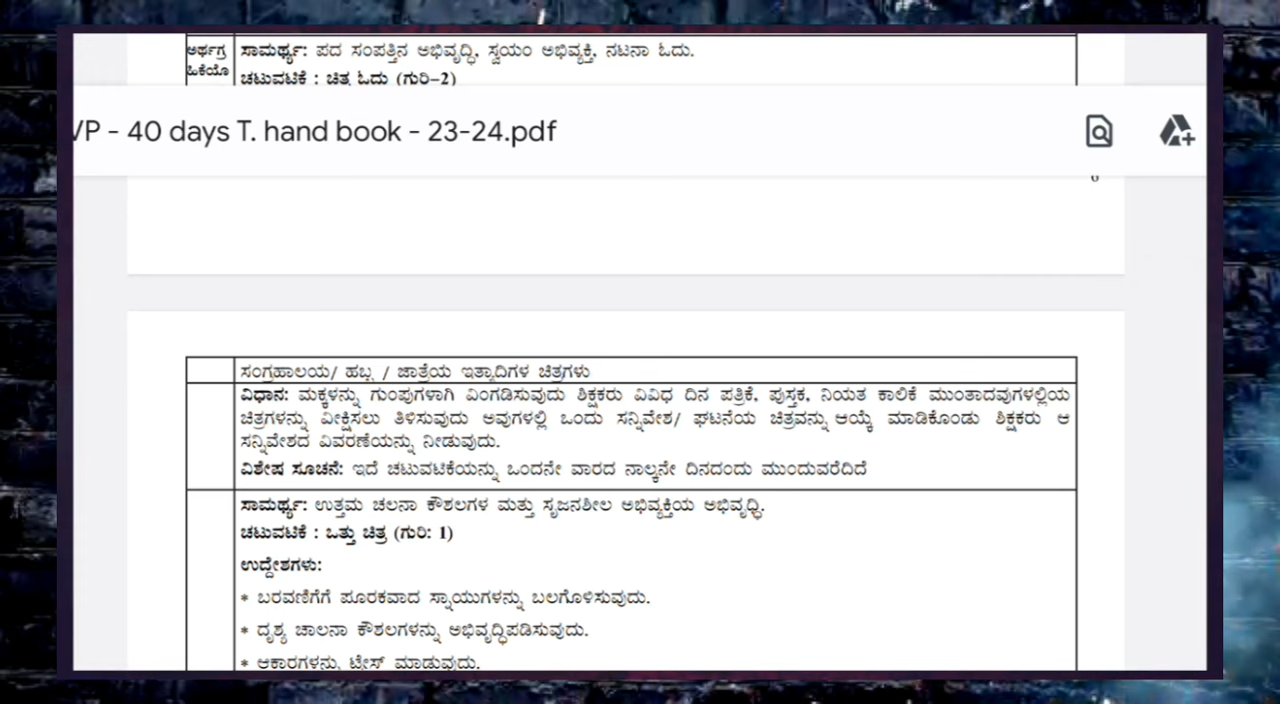 ಅರ್ಥಗ್ರ
ಹಿಕೆಯೊ
ಸಾಮರ್ಥ್ಯ: ಪದ ಸಂಪತ್ತಿನ ಅಭಿವೃದ್ಧಿ, ಸ್ವಯಂ ಅಭಿವ್ಯಕ್ತಿ, ನಟನಾ ಓದು.
ಚಟುವಟಿಕೆ : ಚಿತ್ರ ಓದು (ಗುರಿ–2)
VP - 40 days T. hand book - 23-24.pdf
6
ಸಂಗ್ರಹಾಲಯ/ ಹಬ್ಬ / ಜಾತ್ರೆಯ ಇತ್ಯಾದಿಗಳ ಚಿತ್ರಗಳು
ವಿಧಾನ: ಮಕ್ಕಳನ್ನು ಗುಂಪುಗಳಾಗಿ ವಿಂಗಡಿಸುವುದು ಶಿಕ್ಷಕರು ವಿವಿಧ ದಿನ ಪತ್ರಿಕೆ, ಪುಸ್ತಕ, ನಿಯತ ಕಾಲಿಕೆ ಮುಂತಾದವುಗಳಲ್ಲಿಯ
ಚಿತ್ರಗಳನ್ನು ವೀಕ್ಷಿಸಲು ತಿಳಿಸುವುದು ಅವುಗಳಲ್ಲಿ ಒಂದು ಸನ್ನಿವೇಶ/ ಘಟನೆಯ ಚಿತ್ರವನ್ನು ಆಯ್ಕೆ ಮಾಡಿಕೊಂಡು ಶಿಕ್ಷಕರು ಆ
ಸನ್ನಿವೇಶದ ವಿವರಣೆಯನ್ನು ನೀಡುವುದು.
ವಿಶೇಷ ಸೂಚನೆ: ಇದೆ ಚಟುವಟಿಕೆಯನ್ನು ಒಂದನೇ ವಾರದ ನಾಲ್ಕನೇ ದಿನದಂದು ಮುಂದುವರೆದಿದೆ
ಸಾಮರ್ಥ್ಯ: ಉತ್ತಮ ಚಲನಾ ಕೌಶಲಗಳ ಮತ್ತು ಸೃಜನಶೀಲ ಅಭಿವ್ಯಕ್ತಿಯ ಅಭಿವೃದ್ಧಿ.
ಚಟುವಟಿಕೆ : ಒತ್ತು ಚಿತ್ರ (ಗುರಿ: 1)
ಉದ್ದೇಶಗಳು:
* ಬರವಣಿಗೆಗೆ ಪೂರಕವಾದ ಸ್ನಾಯುಗಳನ್ನು ಬಲಗೊಳಿಸುವುದು.
* ದೃಶ್ಯ ಚಾಲನಾ ಕೌಶಲಗಳನ್ನು ಅಭಿವೃದ್ಧಿಪಡಿಸುವುದು.
* ಆಕಾರಗಳನ್ನು ಟ್ರೇಸ್ ಮಾಡುವುದು.